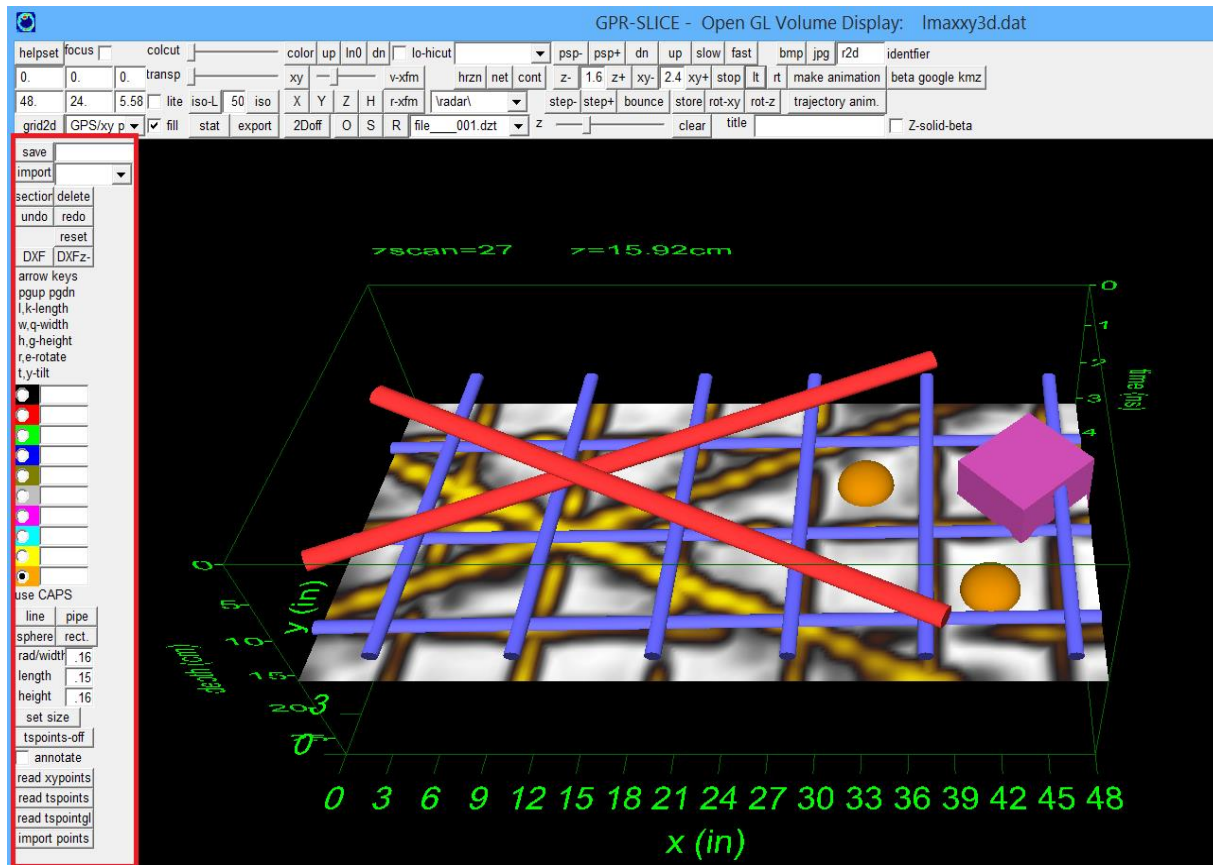 GPR-SLICE - Open GL Volume Display: lmaxxy3d.dat
helpset focus colcut color up ln0 dn lo-hicut psp- psp+ dn up slow fast bmp jpg r2d identfier
0. 0. 0. transp xy v-xfm hrzn net cont z- 1.6 z+ xy- 2.4 xy+ stop lt rt make animation beta google kmz
48. 24. 5.58 lite iso-L 50 iso X Y Z H r-xfm \radar\ step- step+ bounce store rot-xy rot-z trajectory anim.
grid2d GPS/xy p fill stat export 2Doff O S R file____001.dzt z clear title Z-solid-beta
save
import
section delete
undo redo
reset
DXF DXFz-
arrow keys
pgup pgdn
l,k-length
w,q-width
h,g-height
r,e-rotate
t,y-tilt
use CAPS
line pipe
sphere rect.
rad/width .16
length .15
height .16
set size
tspoints-off
annotate
read xypoints
read tspoints
read tspointgl
import points
zscan=27 z=15.92cm
0
1
2
3
4
time (ns)
0
5
10
15
20
depth (cm)
y (in)
3
0
0 3 6 9 12 15 18 21 24 27 30 33 36 39 42 45 48
x (in)